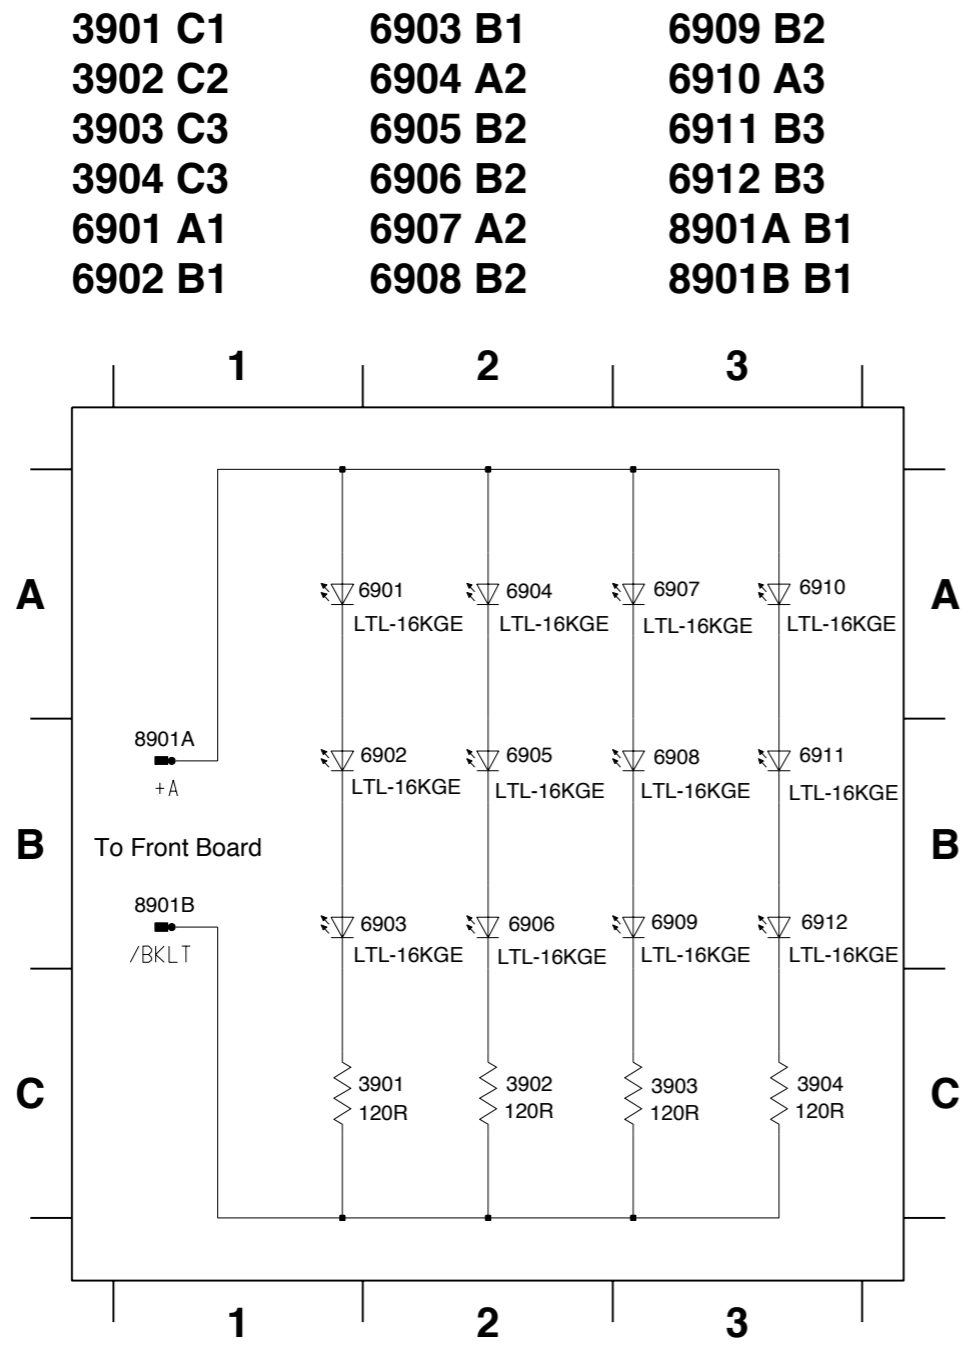 3901 C1 6903 B1 6909 B2
3902 C2 6904 A2 6910 A3
3903 C3 6905 B2 6911 B3
3904 C3 6906 B2 6912 B3
6901 A1 6907 A2 8901A B1
6902 B1 6908 B2 8901B B1
1 2 3
A A
6901 6904 6907 6910
LTL-16KGE LTL-16KGE LTL-16KGE LTL-16KGE
8901A
+A
6902 6905 6908 6911
LTL-16KGE LTL-16KGE LTL-16KGE LTL-16KGE
B To Front Board B
8901B
/BKLT
6903 6906 6909 6912
LTL-16KGE LTL-16KGE LTL-16KGE LTL-16KGE
C C
3901 3902 3903 3904
120R 120R 120R 120R
1 2 3